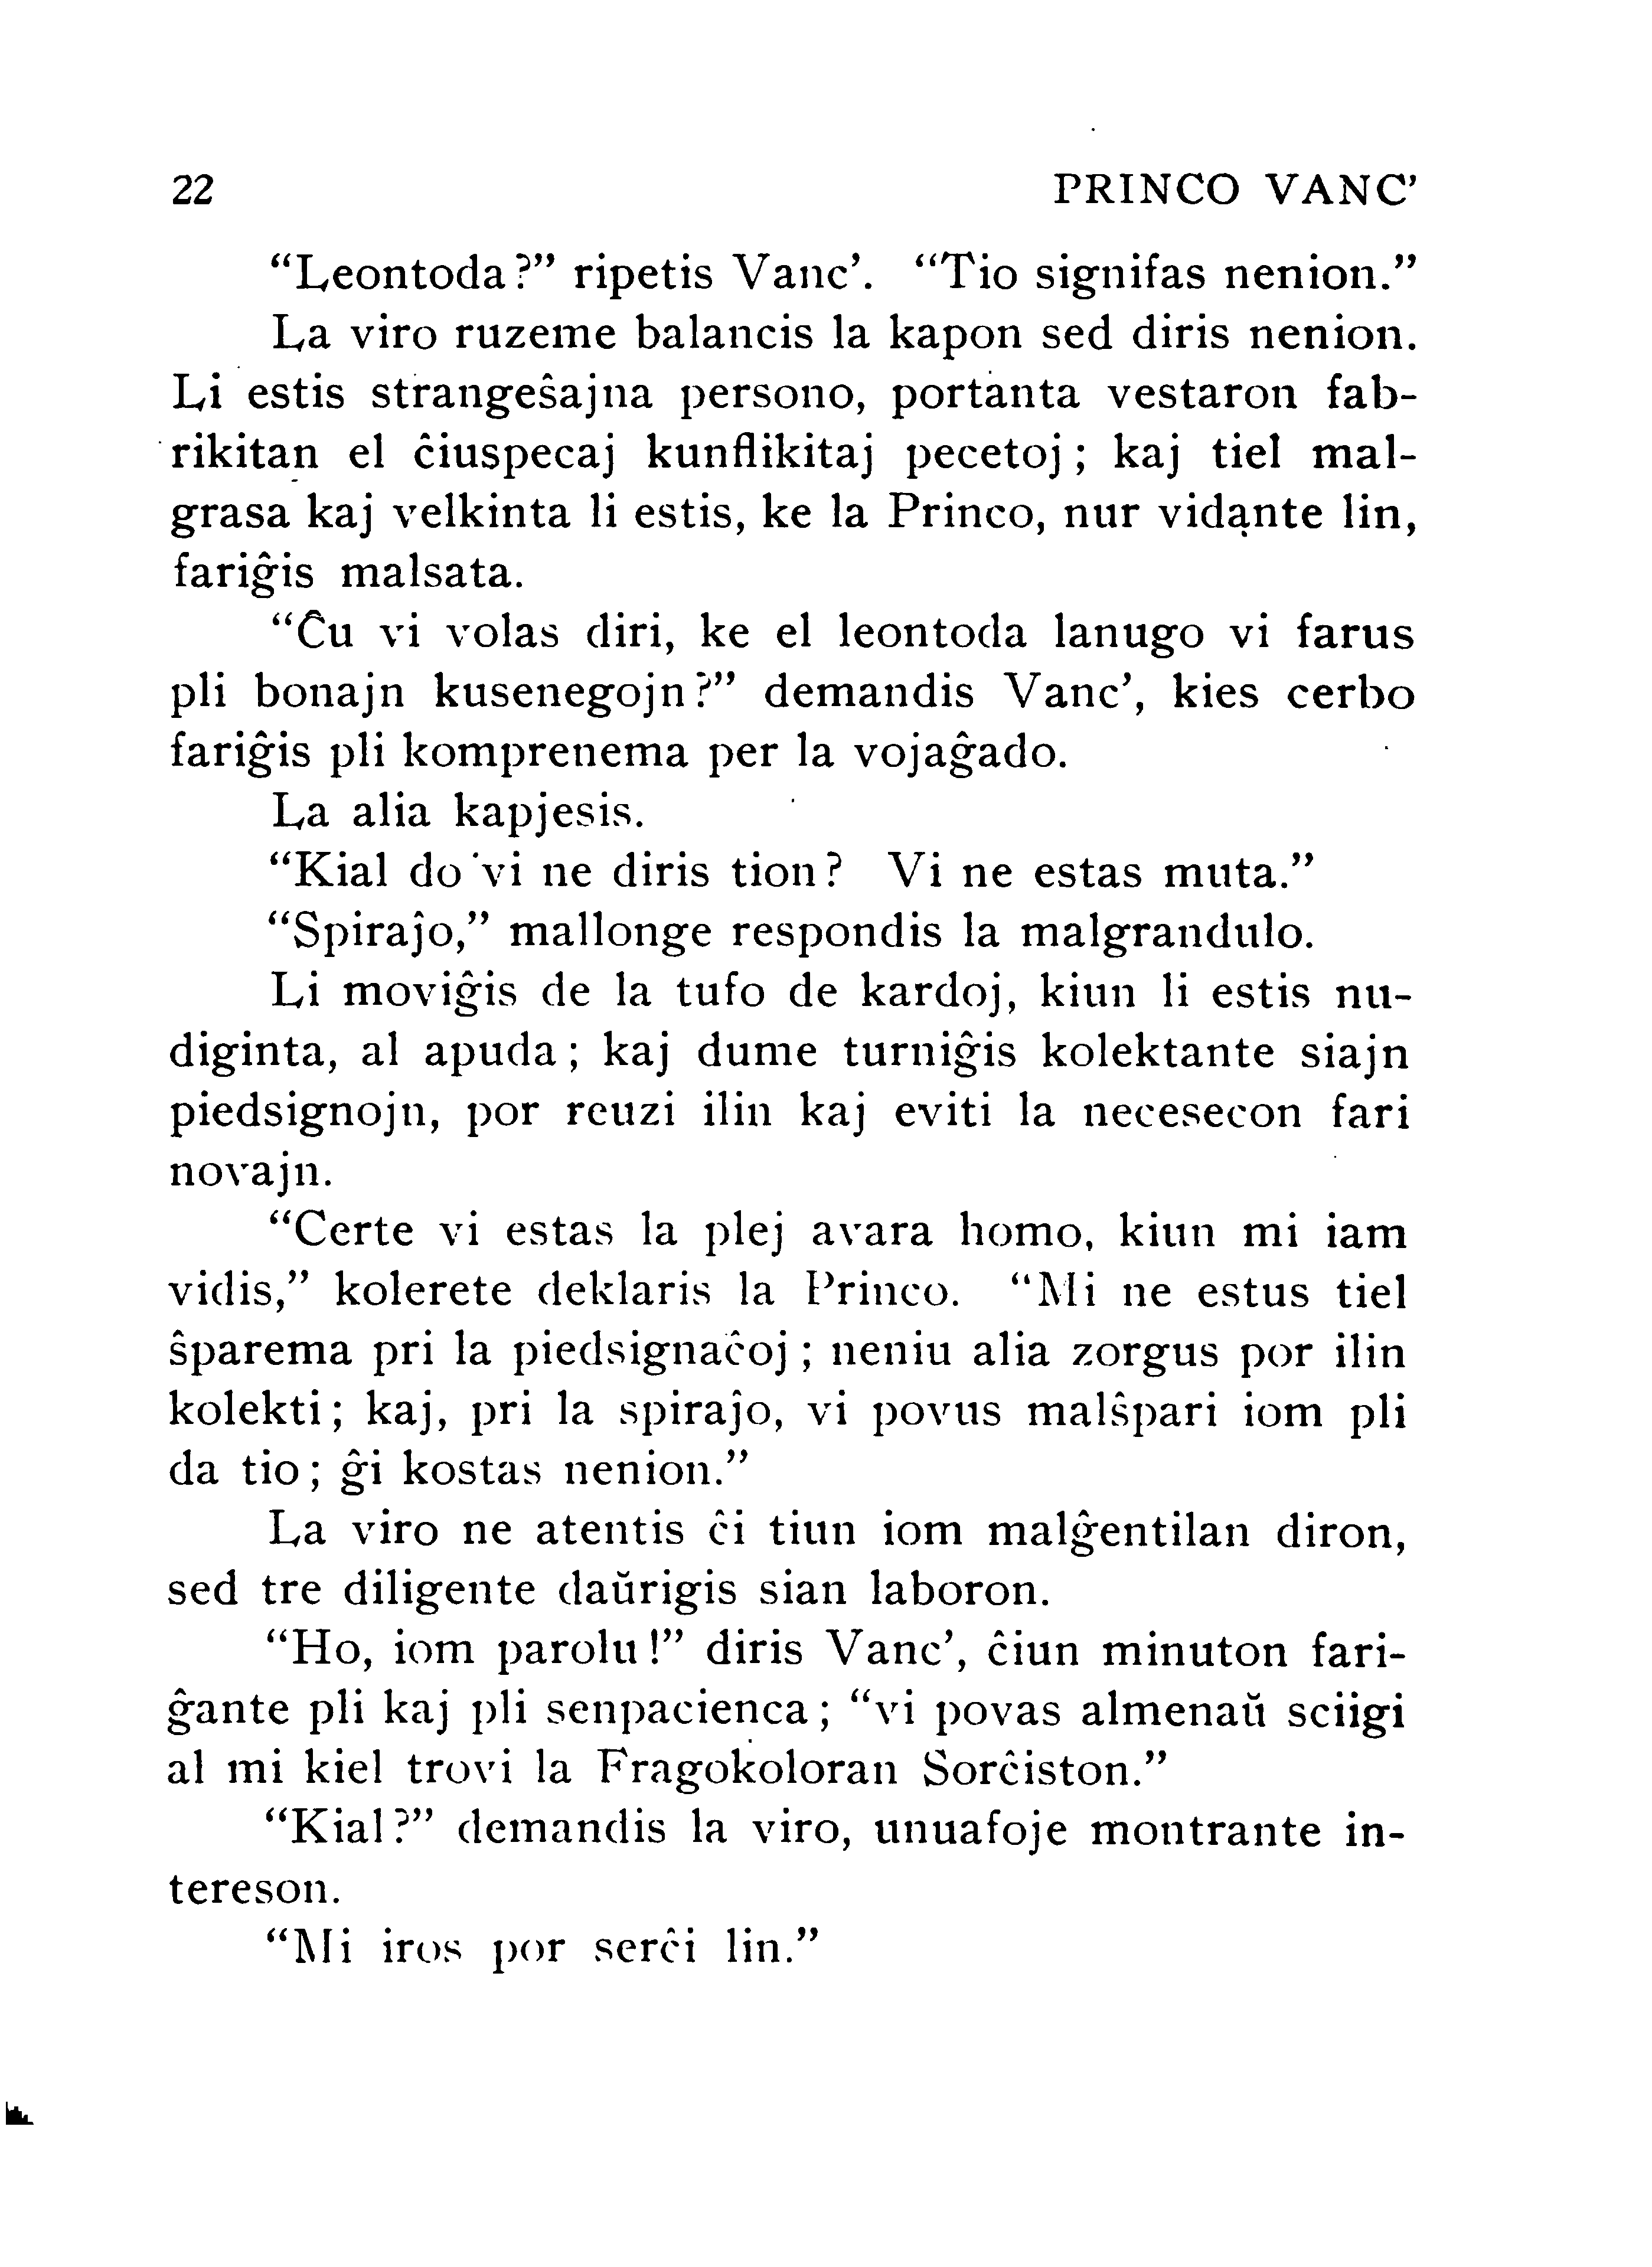 22 PRINCO VANC’
“Leontoda?” ripetis Vanc’. “Tio signifas nenion.”
La viro ruzeme balancis la kapon sed diris nenion.
Li estis strangeŝajna persono, portanta vestaron fab-
rikitan el ĉiuspecaj kunflikitaj pecetoj; kaj tiel mal-
grasa kaj velkinta li estis, ke la Princo, nur vidante lin,
fariĝis malsata.
“Ĉu vi volas diri, ke el leontoda lanugo vi farus
pli bonajn kusenegojn?” demandis Vanc’, kies cerbo
fariĝis pli komprenema per la vojaĝado.
La alia kapjesis.
“Kial do vi ne diris tion? Vi ne estas muta.”
“Spiraĵo,” mallonge respondis la malgrandulo.
Li moviĝis de la tufo de kardoj, kiun li estis nu-
diginta, al apuda; kaj dume turniĝis kolektante siajn
piedsignojn, por reuzi ilin kaj eviti la necesecon fari
novajn.
“Certe vi estas la plej avara homo, kiun mi iam
vidis,” kolerete deklaris la Princo. “Mi ne estus tiel
ŝparema pri la piedsignaĉoj; neniu alia zorgus por ilin
kolekti; kaj, pri la spiraĵo, vi povus malŝpari iom pli
da tio; ĝi kostas nenion.”
La viro ne atentis ĉi tiun iom malĝentilan diron,
sed tre diligente daŭrigis sian laboron.
“Ho, iom parolu!” diris Vanc’, ĉiun minuton fari-
ĝante pli kaj pli senpacienca; “vi povas almenaŭ sciigi
al mi kiel trovi la Fragokoloran Sorĉiston.”
“Kial?” demandis la viro, unuafoje montrante in-
tereson.
“Mi iros por serĉi lin.”